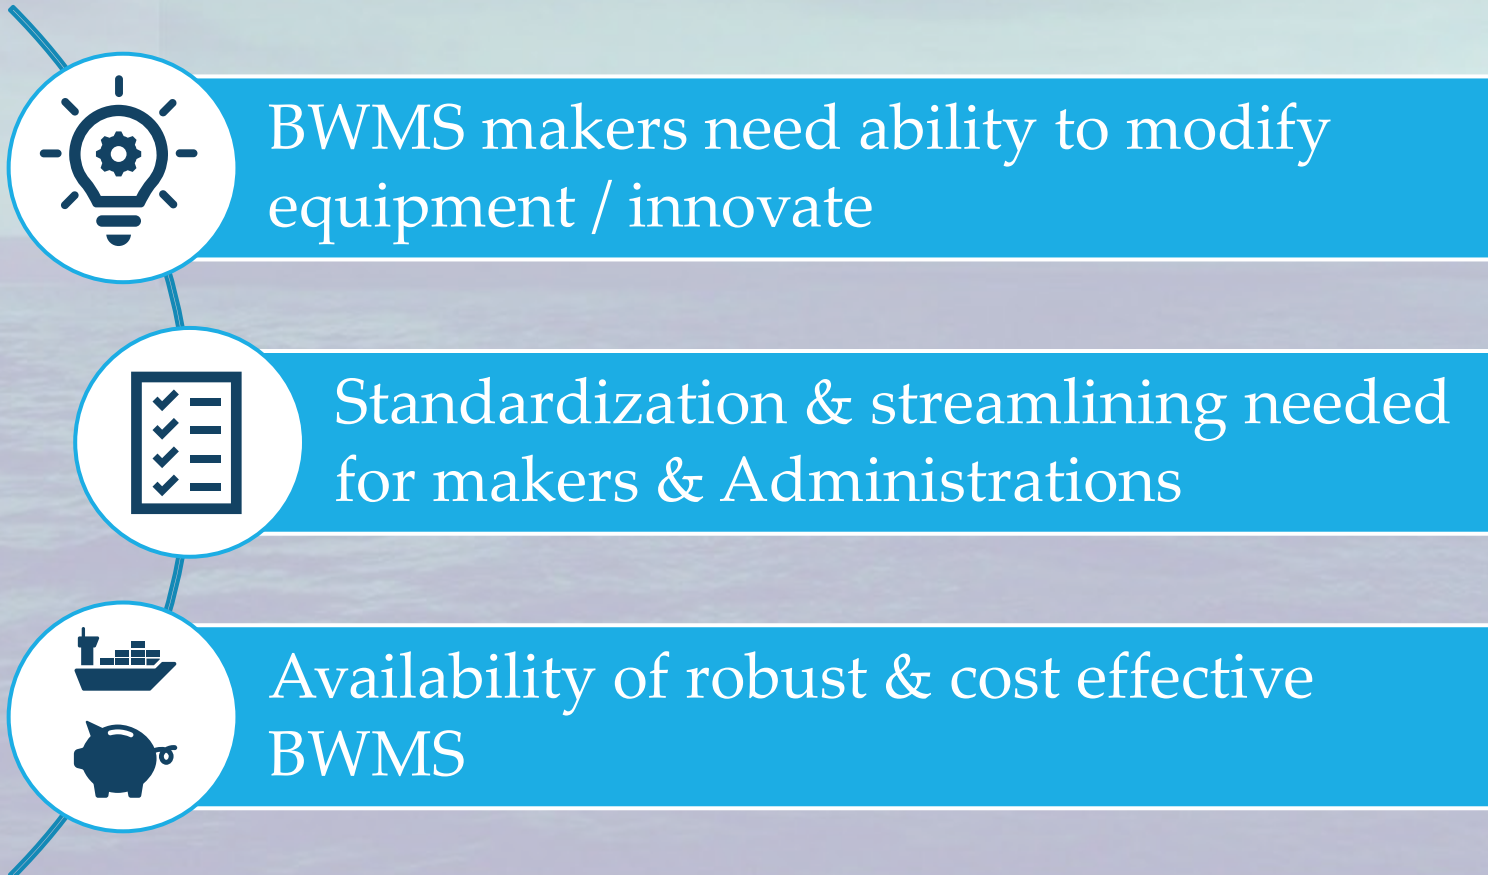 BWMS makers need ability to modify
equipment / innovate
Standardization & streamlining needed
for makers & Administrations
Availability of robust & cost effective
BWMS